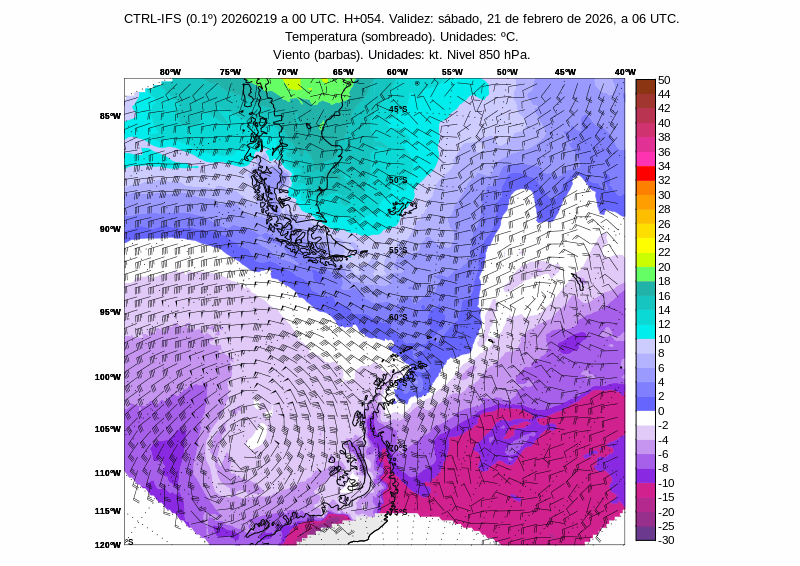 CTRL-IFS (0.1º) 20260219 a 00 UTC. H+054. Validez: sábado, 21 de febrero de 2026, a 06 UTC.
Temperatura (sombreado). Unidades: ºC.
Viento (barbas). Unidades: kt. Nivel 850 hPa.
80°W 75°W 70°W 65°W 60°W 55°W 50°W 45°W 40°W
85°W
90°W
95°W
100°W
105°W
110°W
115°W
120°W
45°S
50°S
55°S
60°S
65°S
70°S
75°S
°S
50
44
42
40
38
36
34
32
30
28
26
24
22
20
18
16
14
12
10
8
6
4
2
0
-2
-4
-6
-8
-10
-15
-20
-25
-30